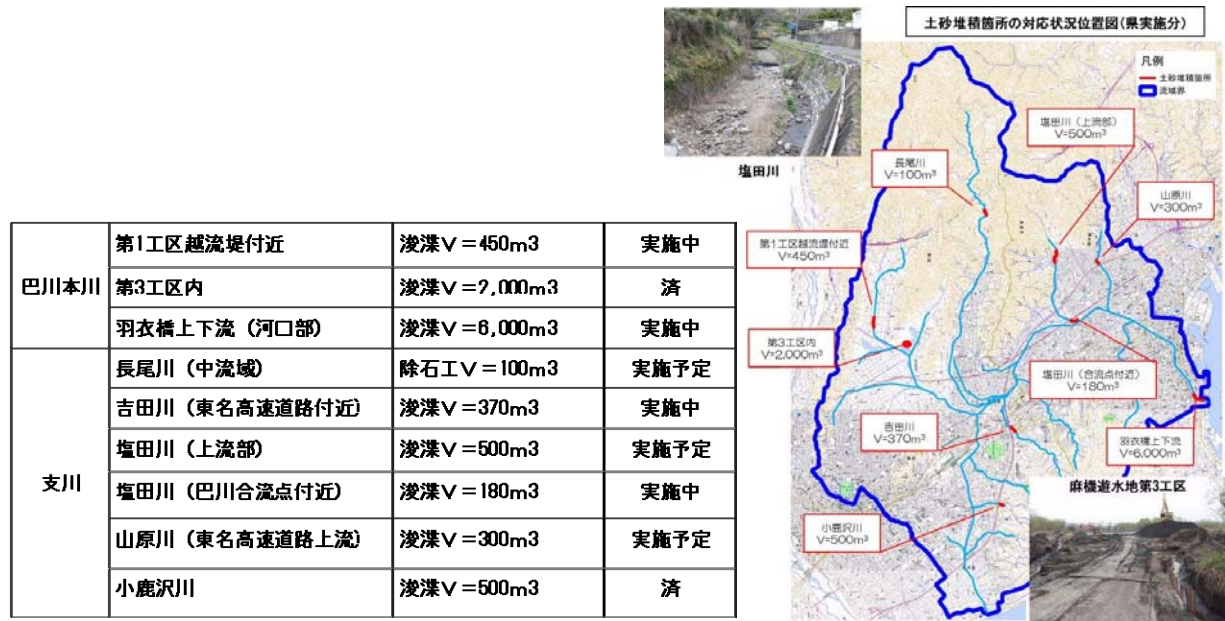 土砂堆積箇所の対応状況位置図(県実施分)
凡例
土砂堆積箇所
流域界
塩田川
塩田川(上流部)
V=500m³
長尾川
V=100m³
山原川
V=300m³
第1工区越流堤付近
V=450m³
第3工区内
V=2,000m³
塩田川(合流点付近)
V=180m³
吉田川
V=370m³
羽衣橋上下流
V=6,000m³
小鹿沢川
V=500m³
麻機遊水地第3工区
巴川本川
第1工区越流堤付近 浚渫V=450m3 実施中
第3工区内 浚渫V=2,000m3 済
羽衣橋上下流(河口部) 浚渫V=6,000m3 実施中
支川
長尾川(中流域) 除石工V=100m3 実施予定
吉田川(東名高速道路付近) 浚渫V=370m3 実施中
塩田川(上流部) 浚渫V=500m3 実施予定
塩田川(巴川合流点付近) 浚渫V=180m3 実施中
山原川(東名高速道路上流) 浚渫V=300m3 実施予定
小鹿沢川 浚渫V=500m3 済